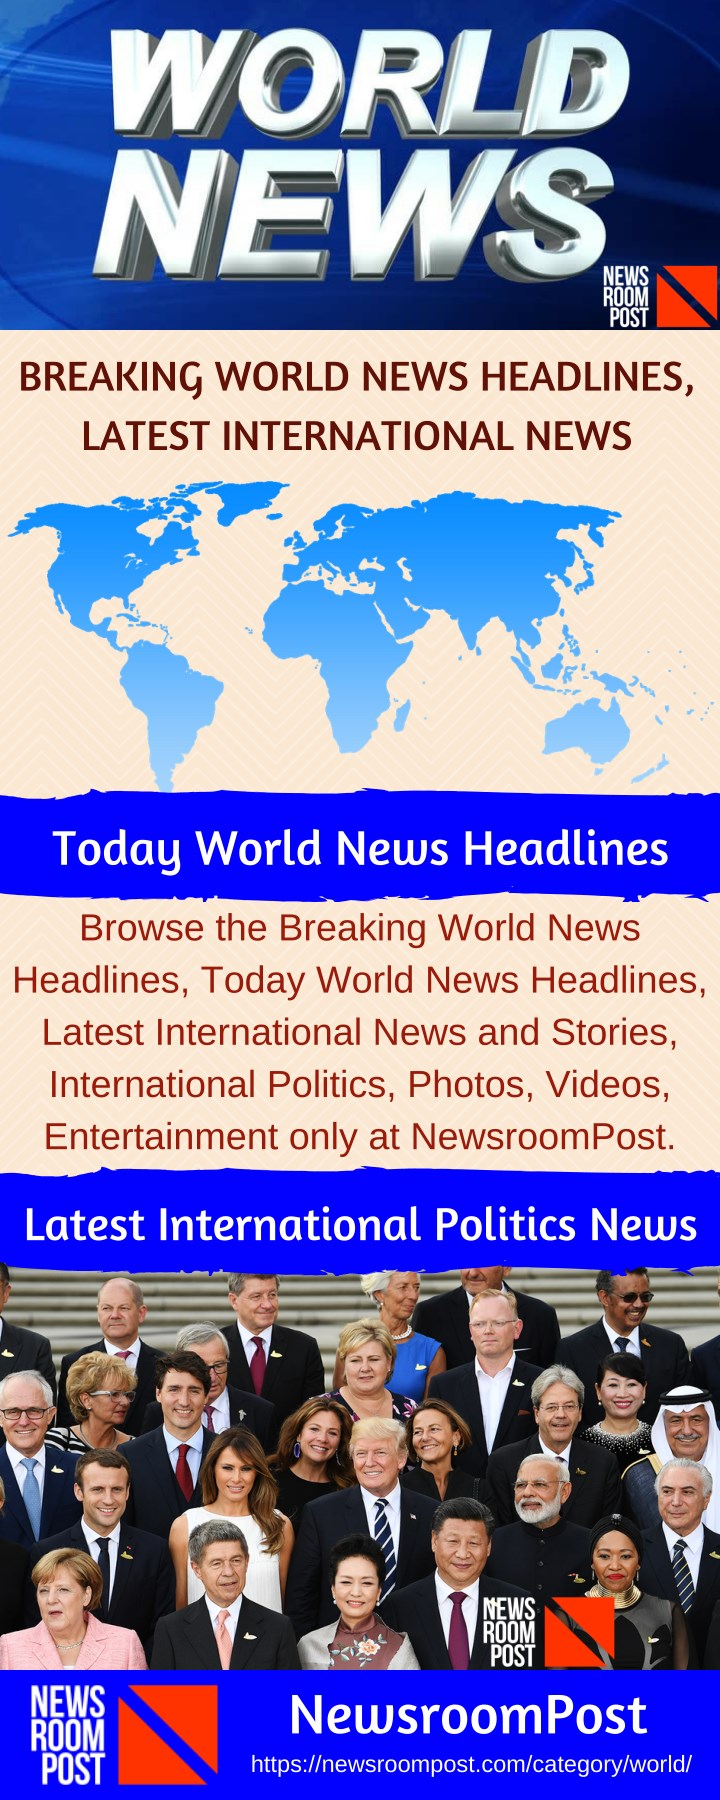 WORLD
NEWS
NEWS
ROOM
POST
BREAKING WORLD NEWS HEADLINES,
LATEST INTERNATIONAL NEWS
Today World News Headlines
Browse the Breaking World News
Headlines, Today World News Headlines,
Latest International News and Stories,
International Politics, Photos, Videos,
Entertainment only at NewsroomPost.
Latest International Politics News
NEWS
ROOM
POST
NEWS
ROOM
POST
NewsroomPost
https://newsroompost.com/category/world/